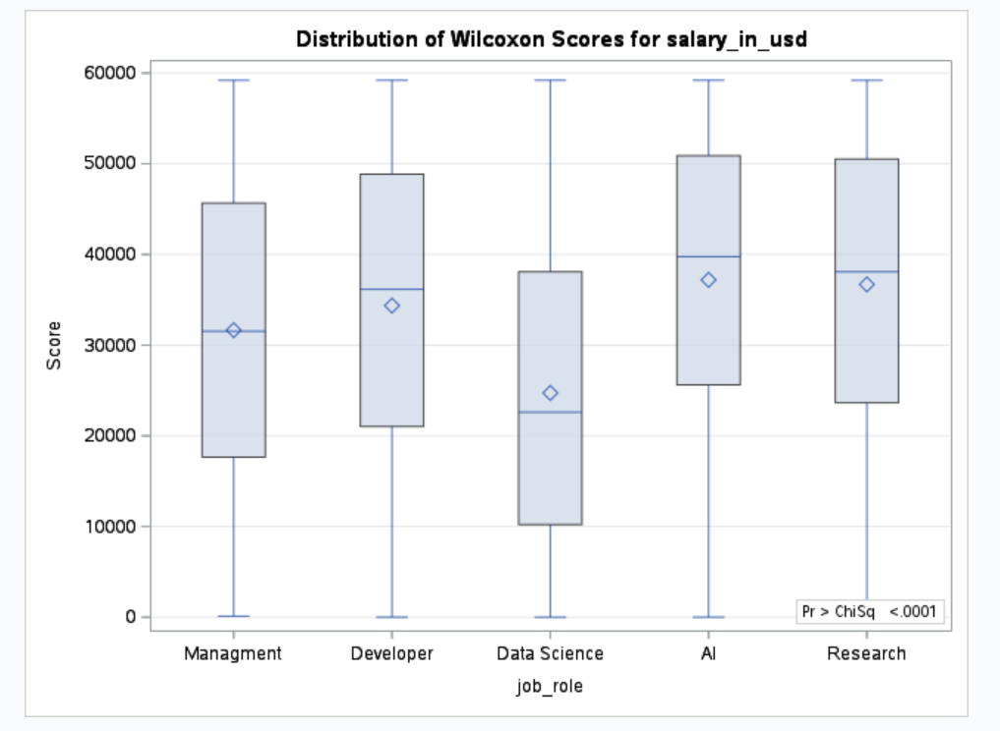 Distribution of Wilcoxon Scores for salary_in_usd
60000
50000
40000
30000
20000
10000
0
Score
Pr > ChiSq <.0001
Managment Developer Data Science AI Research
job_role